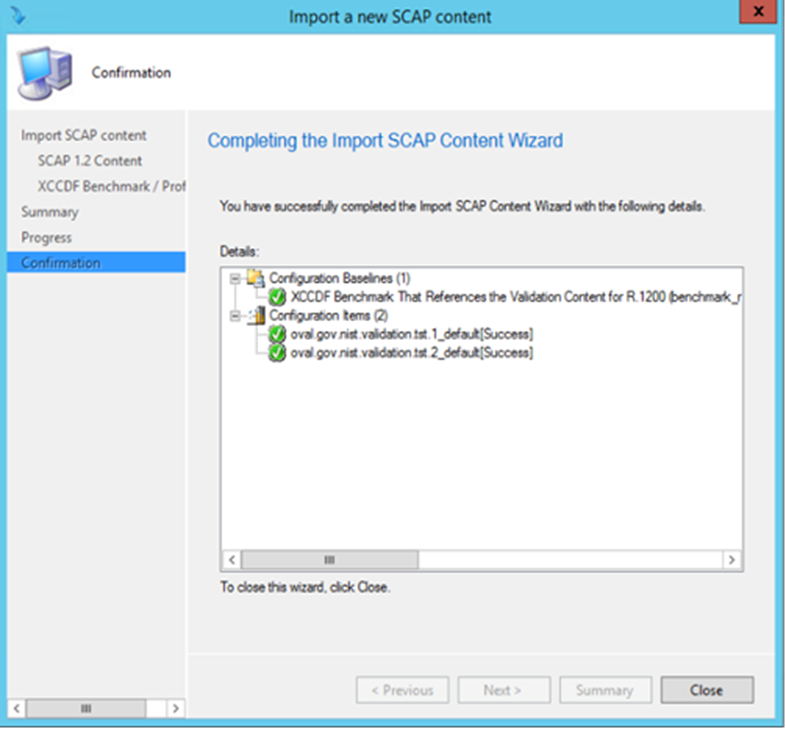 Import a new SCAP content
x
Confirmation
Import SCAP content
SCAP 1.2 Content
XCCDF Benchmark / Prof
Summary
Progress
Confirmation
Completing the Import SCAP Content Wizard
You have successfully completed the Import SCAP Content Wizard with the following details.
Details:
Configuration Baselines (1)
XCCDF Benchmark That References the Validation Content for R.1200 (benchmark_r
Configuration Items (2)
oval.gov.nist.validation.tst.1_default[Success]
oval.gov.nist.validation.tst.2_default[Success]
To close this wizard, click Close.
< Previous
Next >
Summary
Close